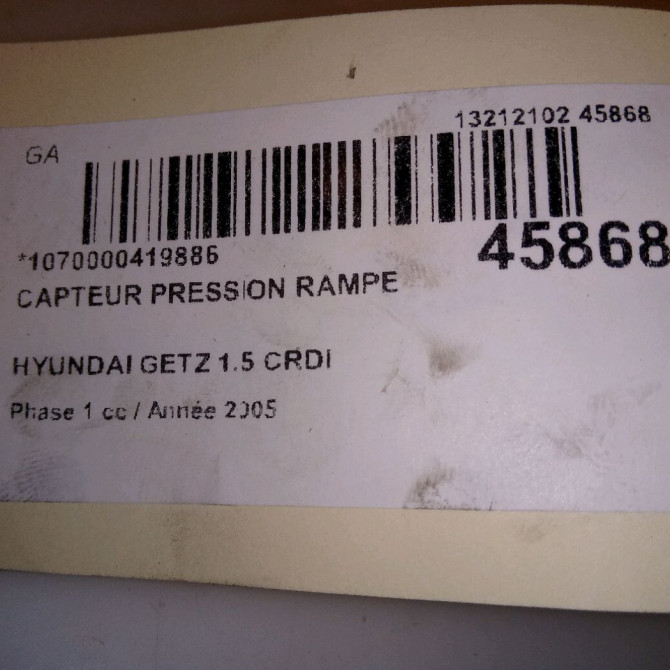 13212102 45868
GA
*1070000419886
45868
CAPTEUR PRESSION RAMPE
HYUNDAI GETZ 1.5 CRDI
Phase 1 cc / Année 2005